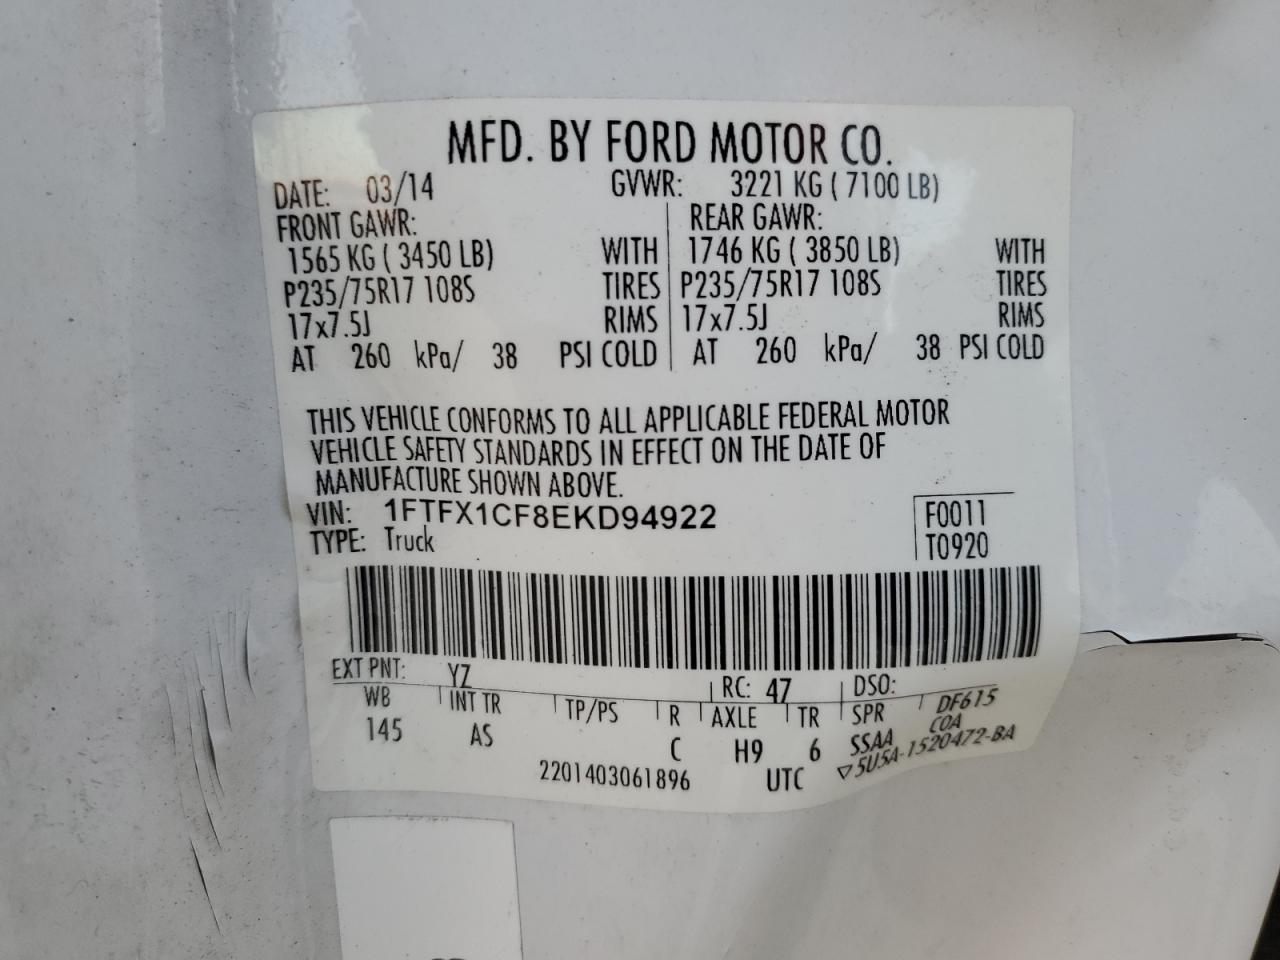 MFD. BY FORD MOTOR CO.
DATE: 03/14 GVWR: 3221 KG ( 7100 LB)
FRONT GAWR: REAR GAWR:
1565 KG ( 3450 LB) WITH 1746 KG ( 3850 LB) WITH
P235/75R17 108S TIRES P235/75R17 108S TIRES
17x7.5J RIMS 17x7.5J RIMS
AT 260 kPa/ 38 PSI COLD AT 260 kPa/ 38 PSI COLD
THIS VEHICLE CONFORMS TO ALL APPLICABLE FEDERAL MOTOR
VEHICLE SAFETY STANDARDS IN EFFECT ON THE DATE OF
MANUFACTURE SHOWN ABOVE.
VIN: 1FTFX1CF8EKD94922 F0011
TYPE: Truck T0920
EXT PNT: YZ RC: 47 DSO:
WB INT TR TP/PS R AXLE TR SPR DF615
145 AS C H9 6 SSAA COA
2201403061896 UTC ▽5U5A-1520472-BA